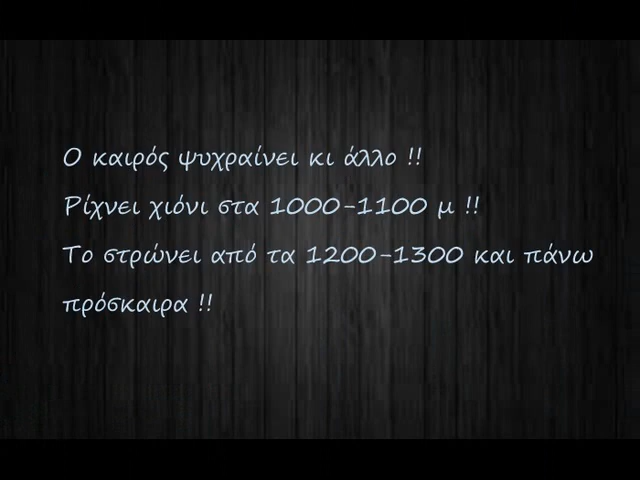 Ο καιρός ψυχραίνει κι άλλο !!
Ρίχνει χιόνι στα 1000-1100 μ !!
Το στρώνει από τα 1200-1300 και πάνω
πρόσκαιρα !!